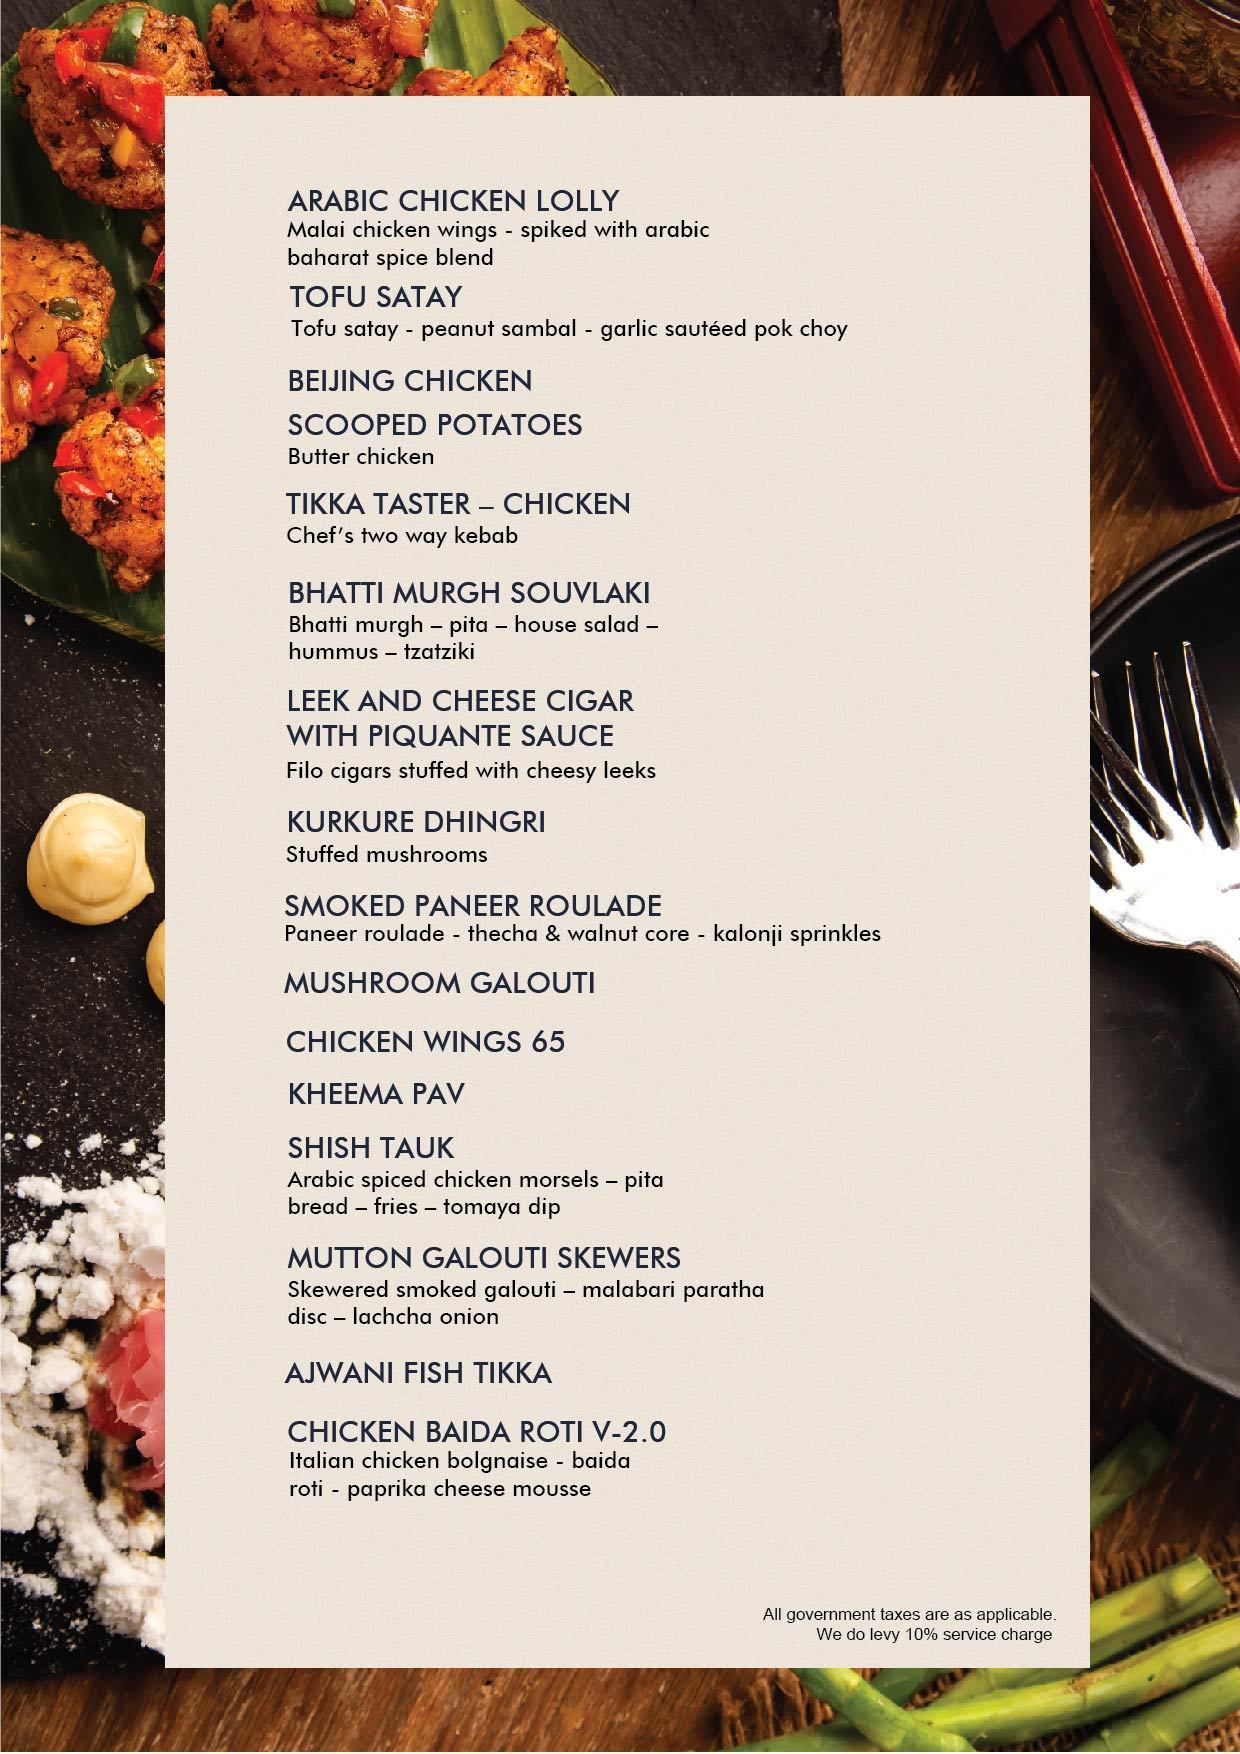 ARABIC CHICKEN LOLLY
Malai chicken wings - spiked with arabic
baharat spice blend
TOFU SATAY
Tofu satay - peanut sambal - garlic sautéed pok choy
BEIJING CHICKEN
SCOOPED POTATOES
Butter chicken
TIKKA TASTER – CHICKEN
Chef’s two way kebab
BHATTI MURGH SOUVLAKI
Bhatti murgh – pita – house salad –
hummus – tzatziki
LEEK AND CHEESE CIGAR
WITH PIQUANTE SAUCE
Filo cigars stuffed with cheesy leeks
KURKURE DHINGRI
Stuffed mushrooms
SMOKED PANEER ROULADE
Paneer roulade - thecha & walnut core - kalonji sprinkles
MUSHROOM GALOUTI
CHICKEN WINGS 65
KHEEMA PAV
SHISH TAUK
Arabic spiced chicken morsels – pita
bread – fries – tomaya dip
MUTTON GALOUTI SKEWERS
Skewered smoked galouti – malabari paratha
disc – lachcha onion
AJWANI FISH TIKKA
CHICKEN BAIDA ROTI V-2.0
Italian chicken bolgnaise - baida
roti - paprika cheese mousse
All government taxes are as applicable.
We do levy 10% service charge